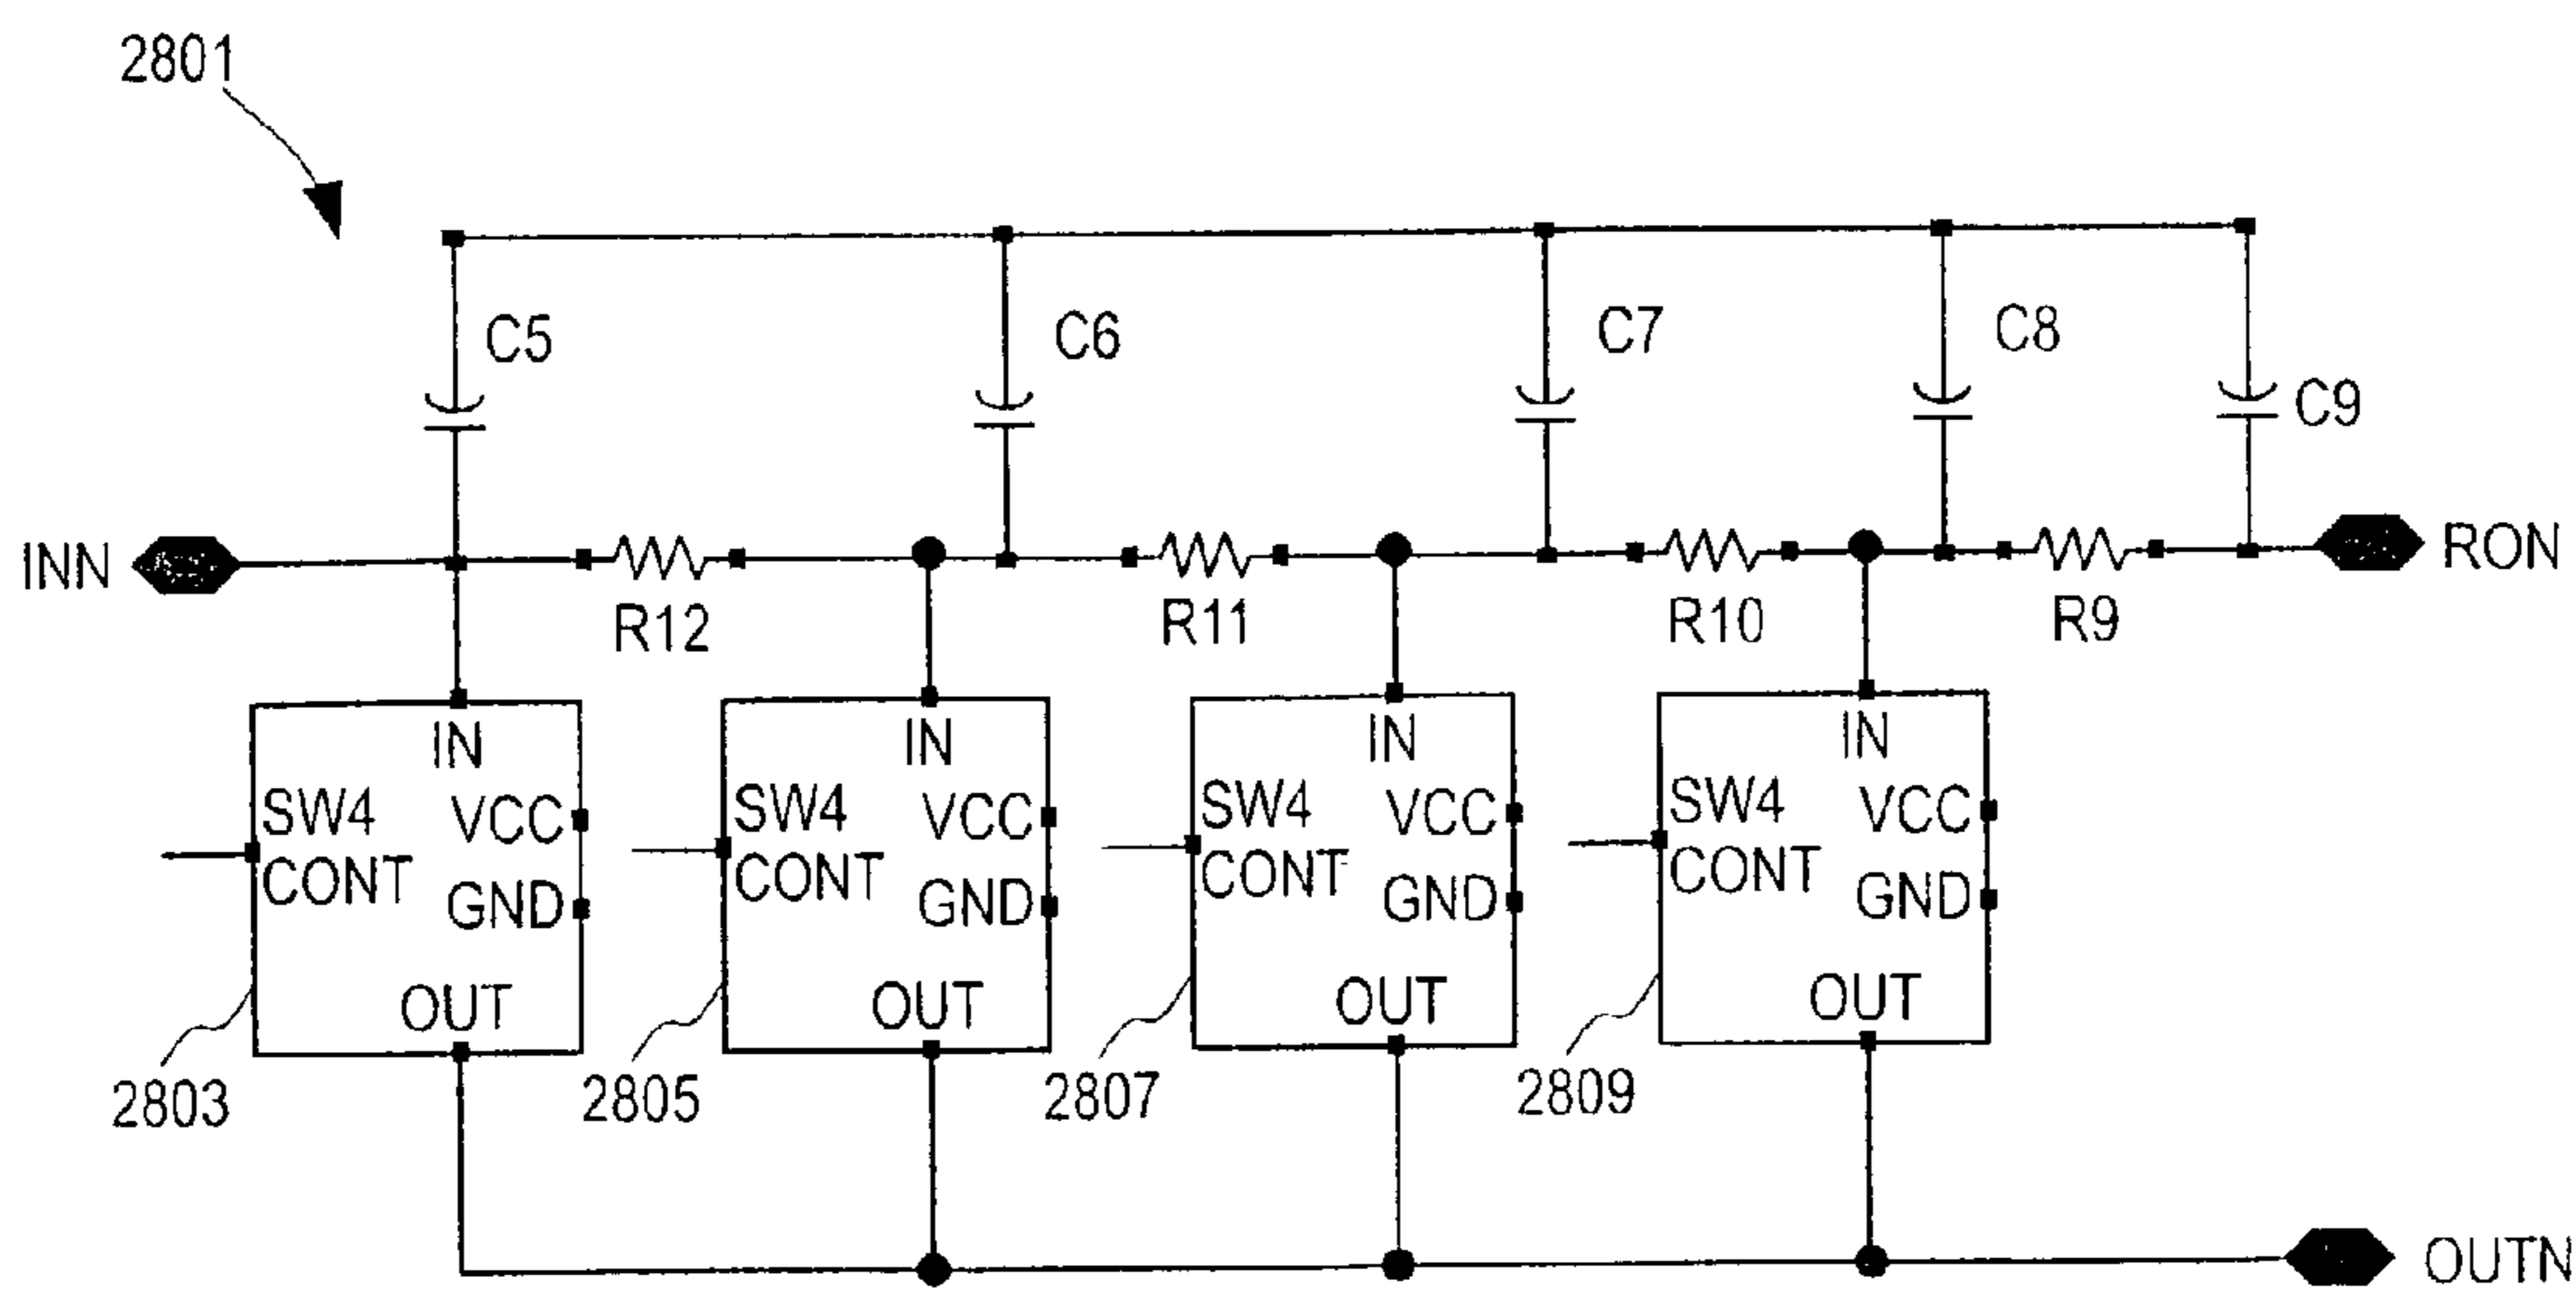 2801
C5
C6
C7
C8
C9
INN
RON
R12
R11
R10
R9
IN
SW4
CONT
VCC
GND
OUT
2803
IN
SW4
CONT
VCC
GND
OUT
2805
IN
SW4
CONT
VCC
GND
OUT
2807
IN
SW4
CONT
VCC
GND
OUT
2809
OUTN